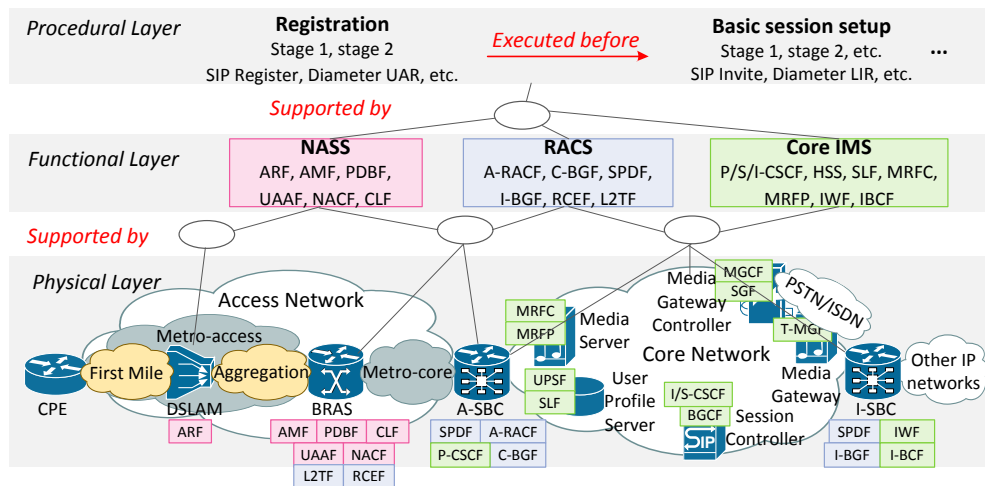 Procedural Layer
Registration
Stage 1, stage 2
SIP Register, Diameter UAR, etc.
Executed before
Basic session setup
Stage 1, stage 2, etc.
SIP Invite, Diameter LIR, etc.
...
Supported by
Functional Layer
NASS
ARF, AMF, PDBF,
UAAF, NACF, CLF
RACS
A-RACF, C-BGF, SPDF,
I-BGF, RCEF, L2TF
Core IMS
P/S/I-CSCF, HSS, SLF, MRFC,
MRFP, IWF, IBCF
Supported by
Physical Layer
Access Network
Metro-access
First Mile
Aggregation
Metro-core
CPE
DSLAM
BRAS
A-SBC
ARF
AMF
PDBF
CLF
UAAF
NACF
L2TF
RCEF
SPDF
A-RACF
P-CSCF
C-BGF
MRFC
MRFP
Media
Server
UPSF
SLF
User
Profile
Server
Media
Gateway
Controller
MGCF
SGF
PSTN/ISDN
T-MGF
Core Network
Media
Gateway
I/S-CSCF
BGCF
Session
Controller
SIP
I-SBC
Other IP
networks
SPDF
IWF
I-BGF
I-BCF